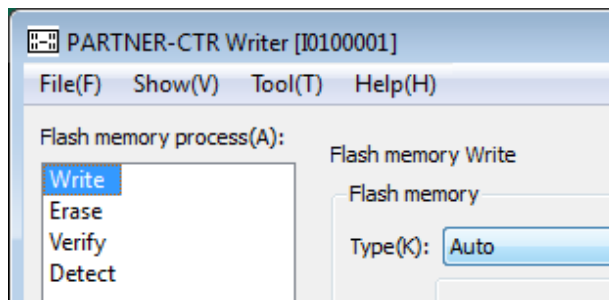 PARTNER-CTR Writer [I0100001]
File(F) Show(V) Tool(T) Help(H)
Flash memory process(A):
Write
Erase
Verify
Detect
Flash memory Write
Flash memory
Type(K): Auto